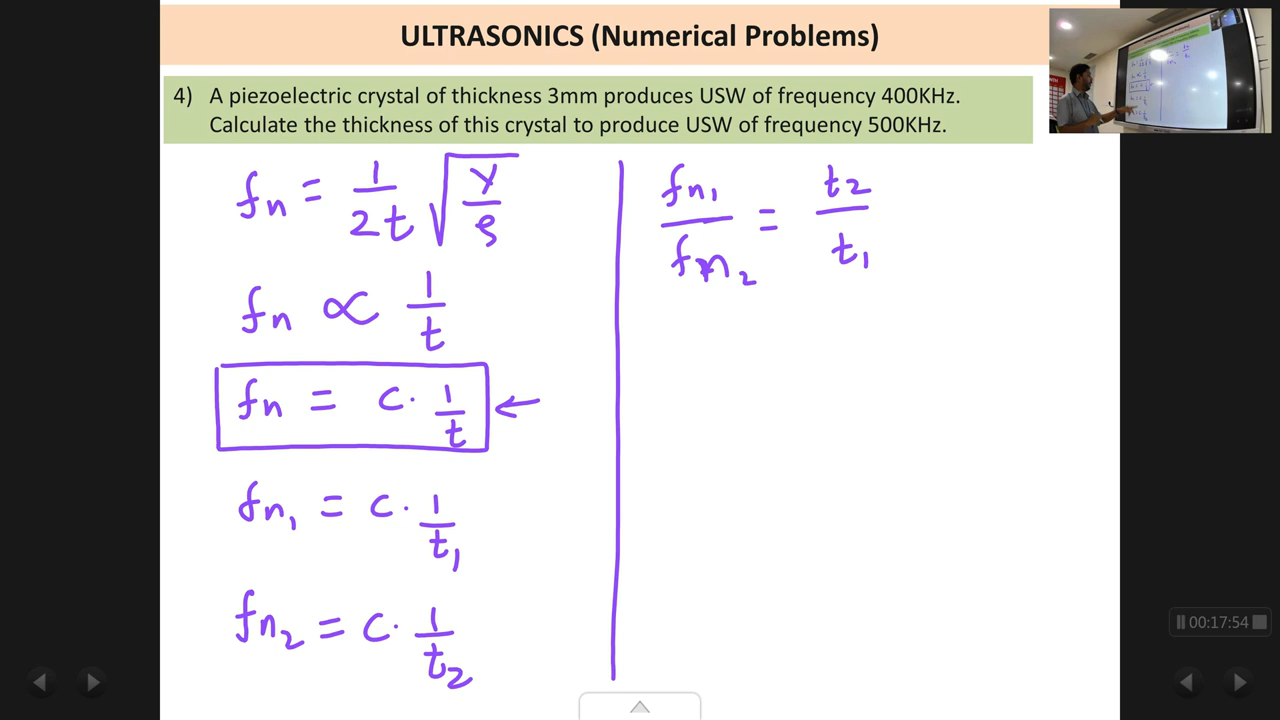 ULTRASONICS (Numerical Problems)
4) A piezoelectric crystal of thickness 3mm produces USW of frequency 400KHz.
Calculate the thickness of this crystal to produce USW of frequency 500KHz.
fn = 1/2t √(Y/ρ)
fn ∝ 1/t
fn = c · 1/t ←
fn₁ = c · 1/t₁
fn₂ = c · 1/t₂
fn₁/fn₂ = t₂/t₁
00:17:54